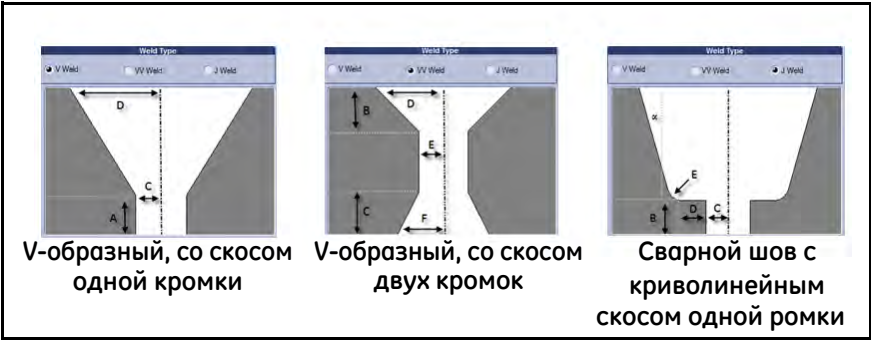 Weld Type
V Weld VV Weld J Weld
D
C
A
V-образный, со скосом
одной кромки
Weld Type
V Weld VV Weld J Weld
B
D
E
C
F
V-образный, со скосом
двух кромок
Weld Type
V Weld VV Weld J Weld
E
B
D
C
Сварной шов с
криволинейным
скосом одной ромки